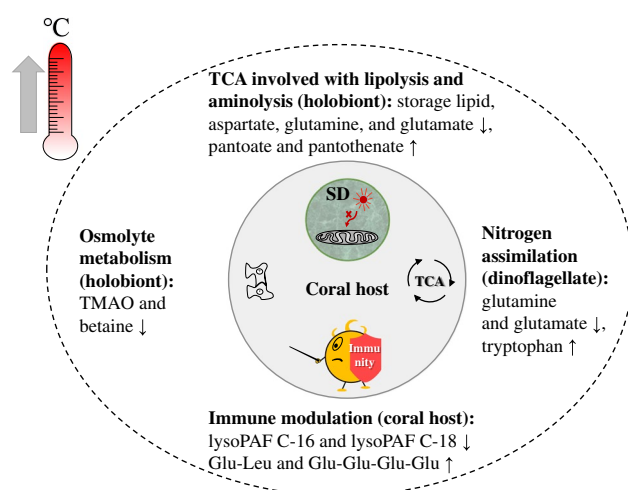 °C
TCA involved with lipolysis and
aminolysis (holobiont): storage lipid,
aspartate, glutamine, and glutamate ↓,
pantoate and pantothenate ↑
SD
x
Osmolyte
metabolism
(holobiont):
TMAO and
betaine ↓
Coral host
TCA
Nitrogen
assimilation
(dinoflagellate):
glutamine
and glutamate ↓,
tryptophan ↑
Immu
nity
Immune modulation (coral host):
lysoPAF C-16 and lysoPAF C-18 ↓
Glu-Leu and Glu-Glu-Glu-Glu ↑